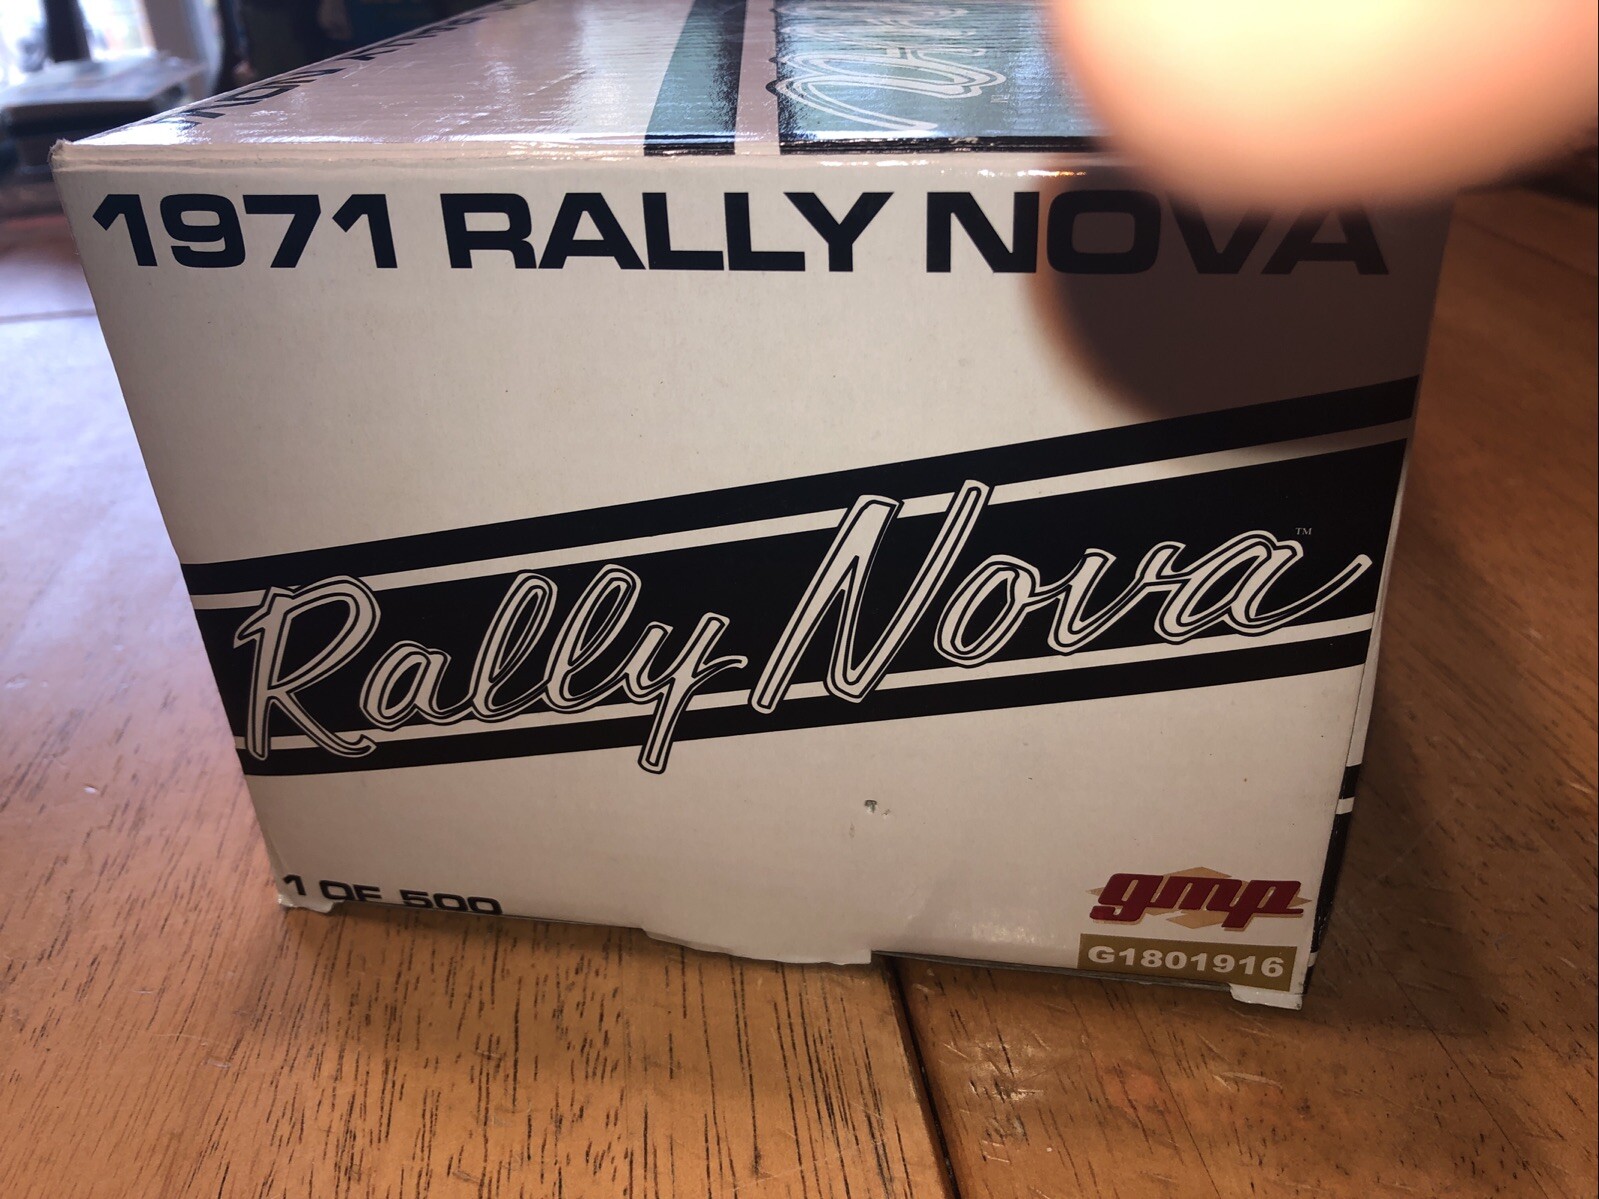 1971 RALLY NOVA
Rally Nova™
1 OF 500
gmp
G1801916